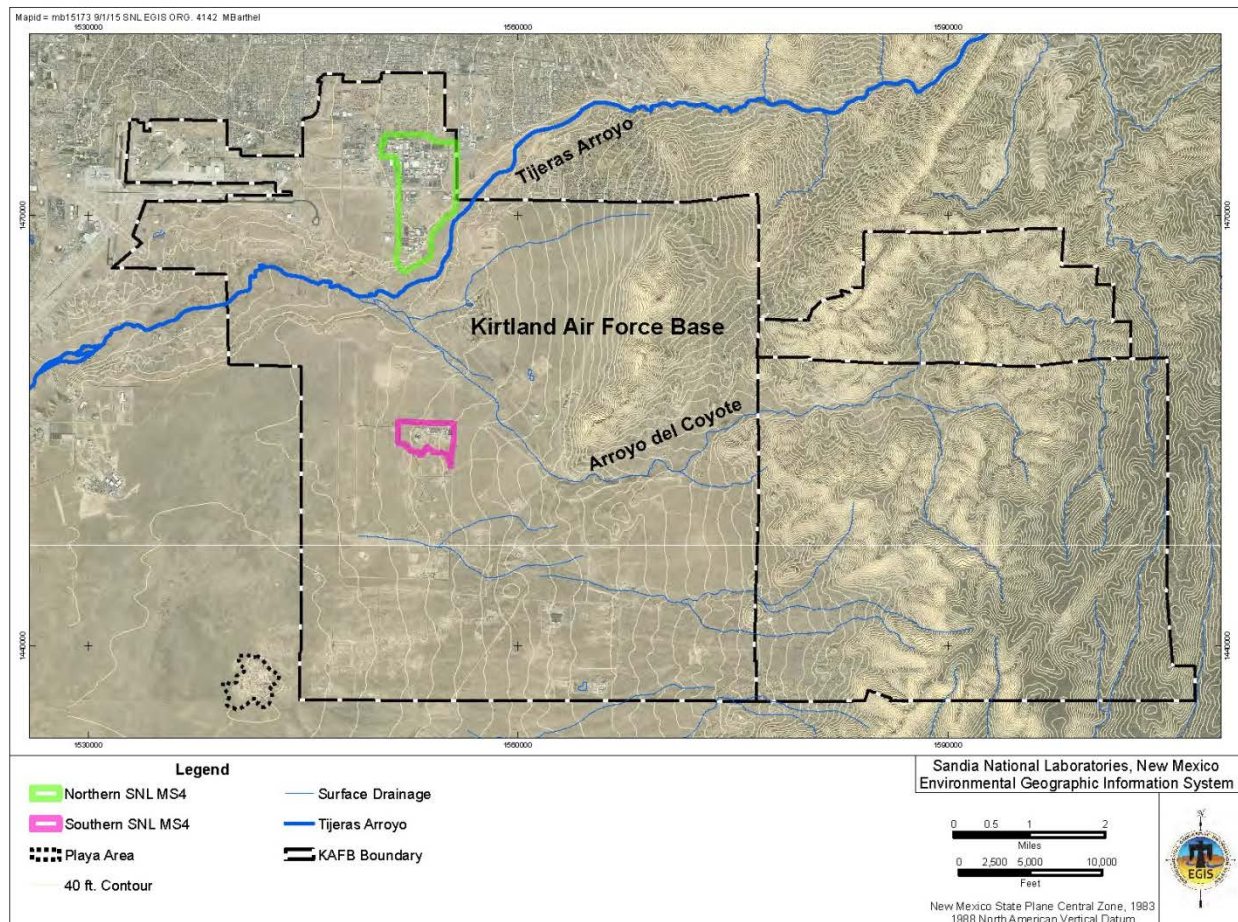 Mapid = mb15173 9/1/15 SNL EGIS ORG. 4142 MBarthel
1530000
1560000
1590000
1470000
1470000
Tijeras Arroyo
Kirtland Air Force Base
Arroyo del Coyote
1440000
1440000
1530000
1560000
1590000
Legend
Northern SNL MS4
Southern SNL MS4
Playa Area
40 ft. Contour
Surface Drainage
Tijeras Arroyo
KAFB Boundary
Sandia National Laboratories, New Mexico
Environmental Geographic Information System
0 0.5 1 2
Miles
0 2,500 5,000 10,000
Feet
EGIS
New Mexico State Plane Central Zone, 1983
1988 North American Vertical Datum